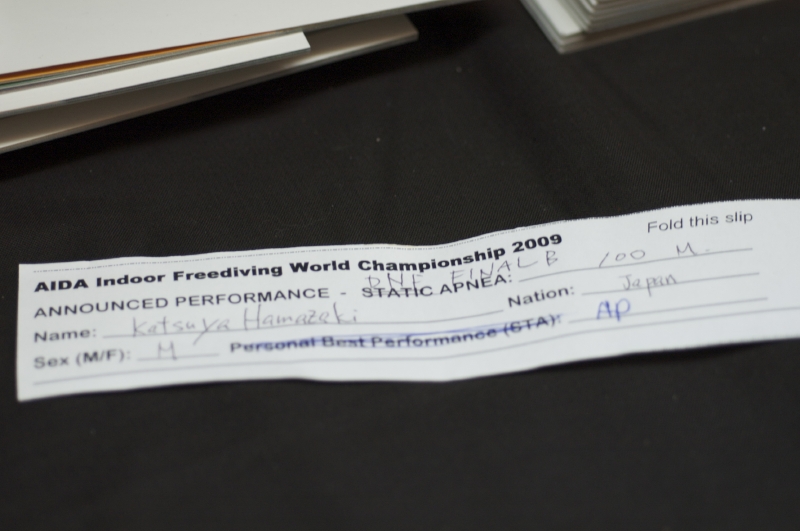 Fold this slip
AIDA Indoor Freediving World Championship 2009
DNF FINAL B
ANNOUNCED PERFORMANCE - STATIC APNEA: 100 M.
Name: Katsuya Hamazaki Nation: Japan
Sex (M/F): M Personal Best Performance (STA): AP